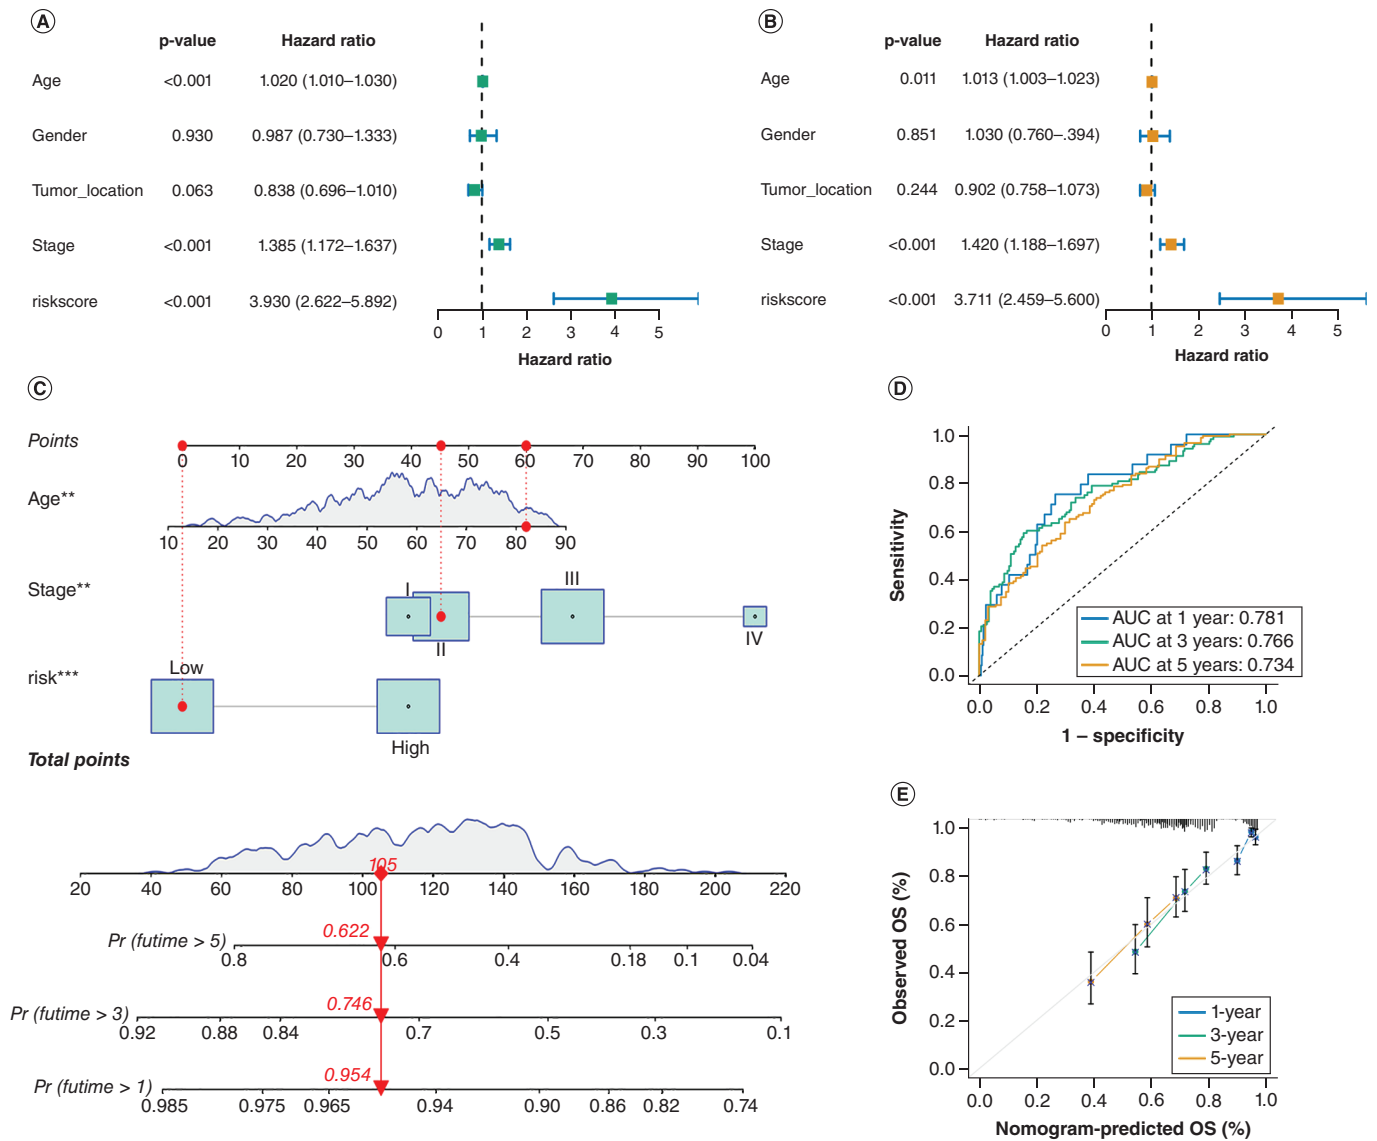 A
p-value Hazard ratio
Age <0.001 1.020 (1.010–1.030)
Gender 0.930 0.987 (0.730–1.333)
Tumor_location 0.063 0.838 (0.696–1.010)
Stage <0.001 1.385 (1.172–1.637)
riskscore <0.001 3.930 (2.622–5.892)
0 1 2 3 4 5
Hazard ratio
B
p-value Hazard ratio
Age 0.011 1.013 (1.003–1.023)
Gender 0.851 1.030 (0.760–.394)
Tumor_location 0.244 0.902 (0.758–1.073)
Stage <0.001 1.420 (1.188–1.697)
riskscore <0.001 3.711 (2.459–5.600)
0 1 2 3 4 5
Hazard ratio
C
Points
0 10 20 30 40 50 60 70 80 90 100
Age**
10 20 30 40 50 60 70 80 90
Stage**
I
II
III
IV
risk***
Low
High
Total points
105
20 40 60 80 100 120 140 160 180 200 220
Pr (futime > 5)
0.622
0.8 0.6 0.4 0.18 0.1 0.04
Pr (futime > 3)
0.746
0.92 0.88 0.84 0.7 0.5 0.3 0.1
Pr (futime > 1)
0.954
0.985 0.975 0.965 0.94 0.90 0.86 0.82 0.74
D
Sensitivity
1.0
0.8
0.6
0.4
0.2
0.0
AUC at 1 year: 0.781
AUC at 3 years: 0.766
AUC at 5 years: 0.734
0.0 0.2 0.4 0.6 0.8 1.0
1 – specificity
E
Observed OS (%)
1.0
0.8
0.6
0.4
0.2
0.0
1-year
3-year
5-year
0.0 0.2 0.4 0.6 0.8 1.0
Nomogram-predicted OS (%)